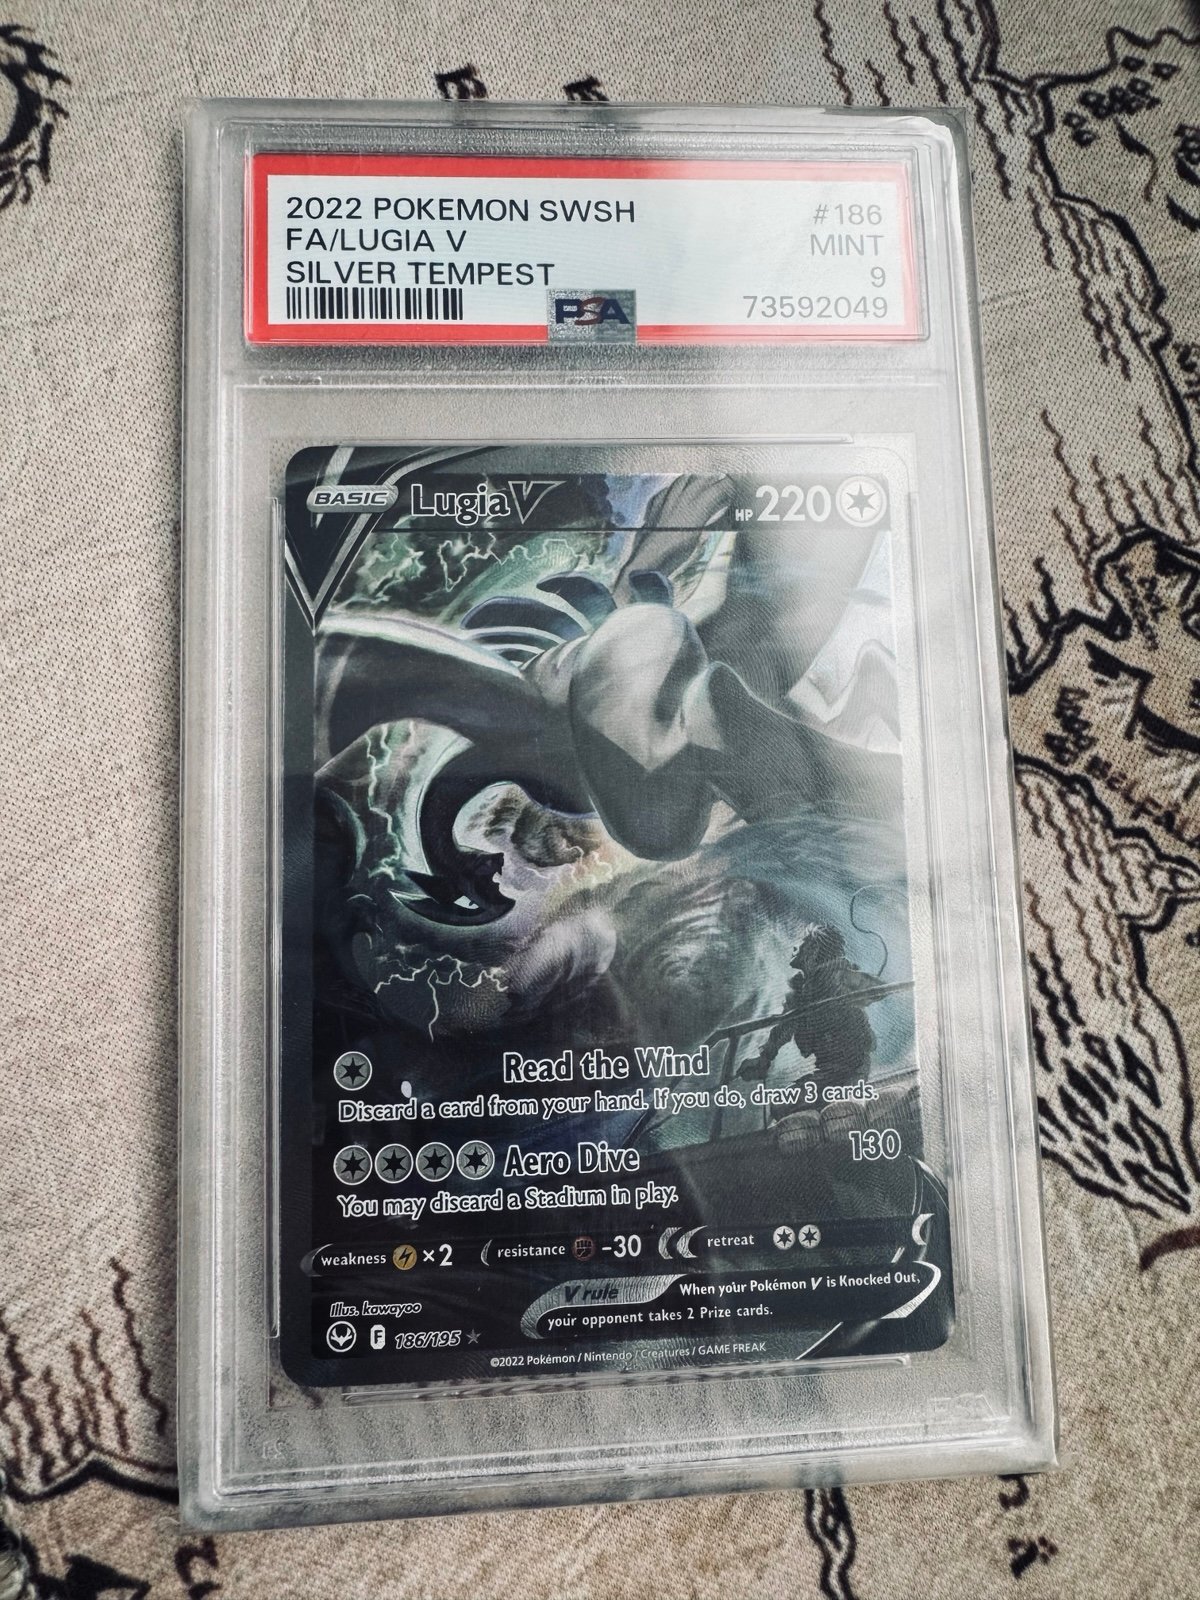 2022 POKEMON SWSH #186
FA/LUGIA V MINT
SILVER TEMPEST 9
PSA 73592049
BASIC Lugia V HP 220
Read the Wind
Discard a card from your hand. If you do, draw 3 cards.
Aero Dive 130
You may discard a Stadium in play.
weakness ×2 resistance -30 retreat
V rule When your Pokémon V is Knocked Out,
your opponent takes 2 Prize cards.
Illus. kawayoo
F 186/195
©2022 Pokémon / Nintendo / Creatures / GAME FREAK